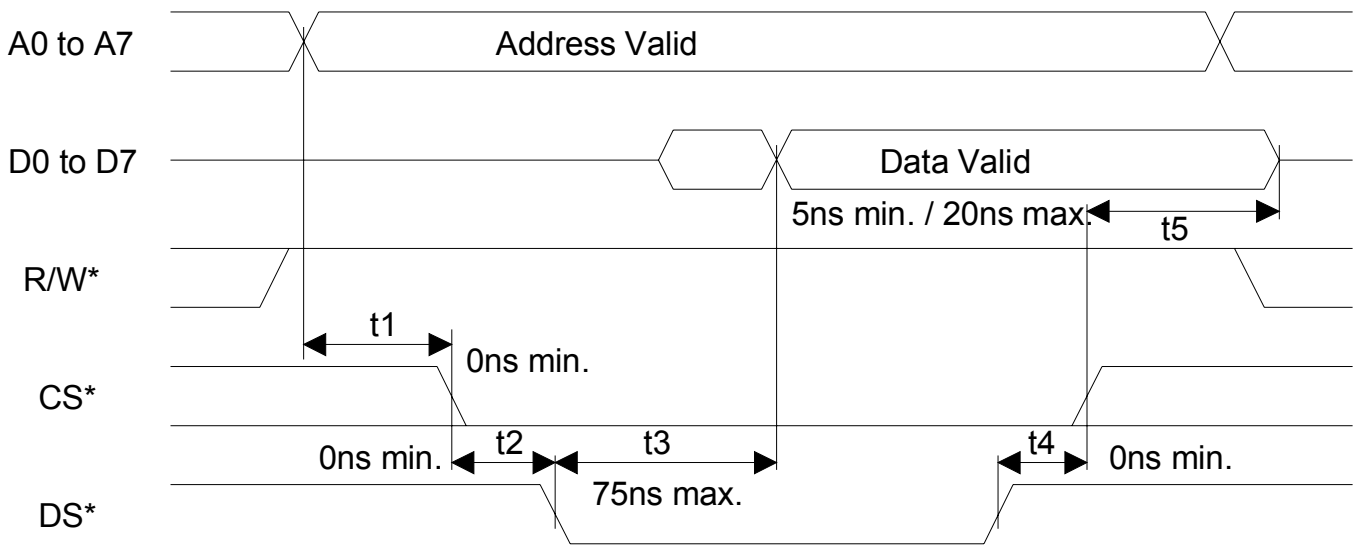 A0 to A7
Address Valid
D0 to D7
Data Valid
5ns min. / 20ns max.
t5
R/W*
t1
0ns min.
CS*
0ns min.
t2
t3
t4
0ns min.
75ns max.
DS*